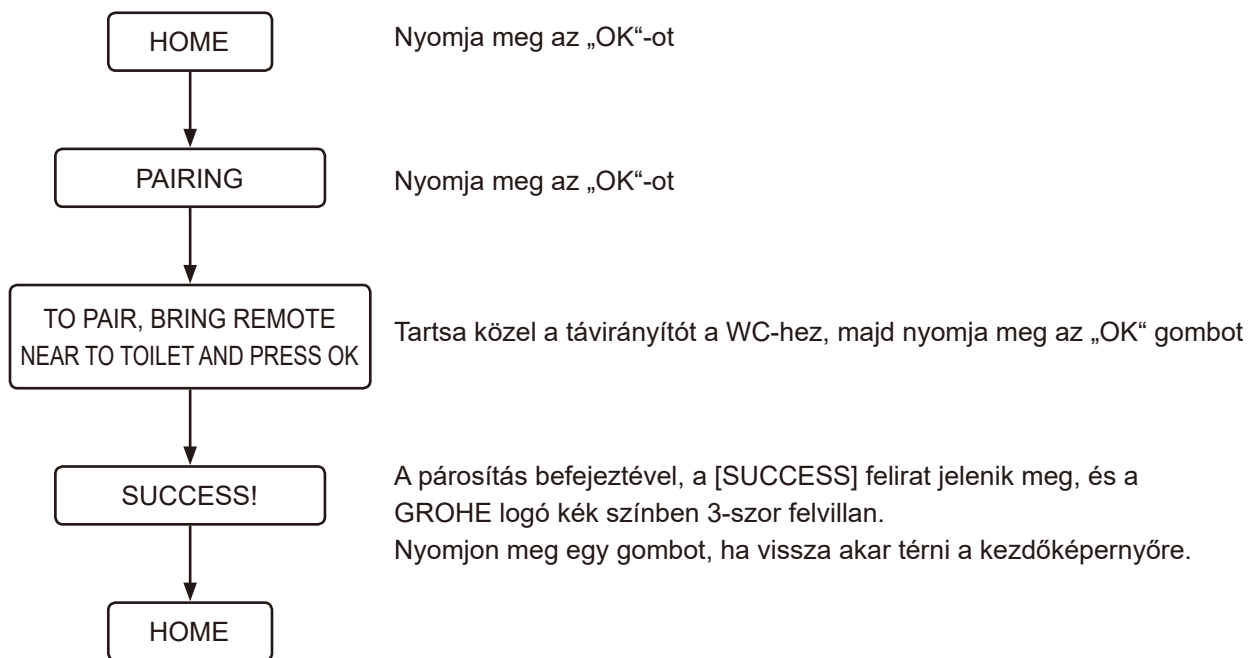 HOME
Nyomja meg az „OK“-ot
PAIRING
Nyomja meg az „OK“-ot
TO PAIR, BRING REMOTE
NEAR TO TOILET AND PRESS OK
Tartsa közel a távirányítót a WC-hez, majd nyomja meg az „OK“ gombot
SUCCESS!
A párosítás befejeztével, a [SUCCESS] felirat jelenik meg, és a
GROHE logó kék színben 3-szor felvillan.
Nyomjon meg egy gombot, ha vissza akar térni a kezdőképernyőre.
HOME